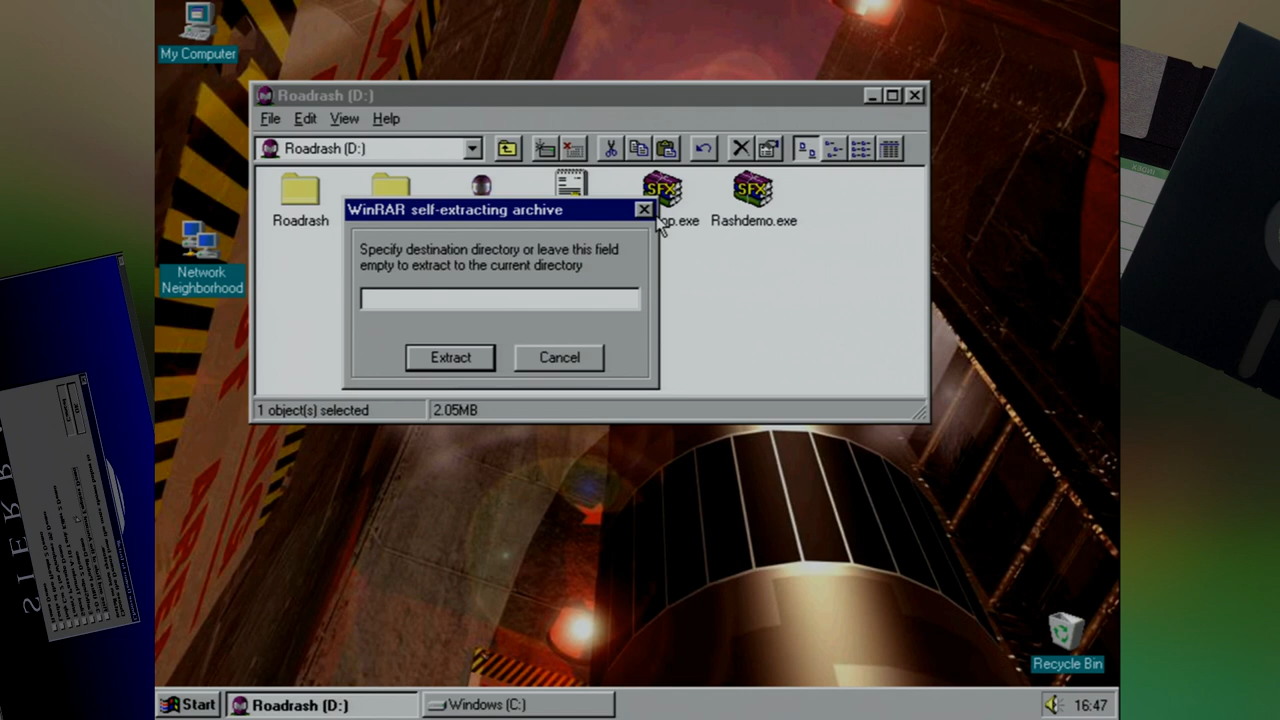 My Computer
Roadrash (D:)
File Edit View Help
Roadrash (D:)
Roadrash
Rashdemo.exe
WinRAR self-extracting archive
Specify destination directory or leave this field
empty to extract to the current directory
Extract Cancel
1 object(s) selected 2.05MB
Network
Neighborhood
SFX
SFX
Recycle Bin
Start Roadrash (D:) Windows (C:) 16:47